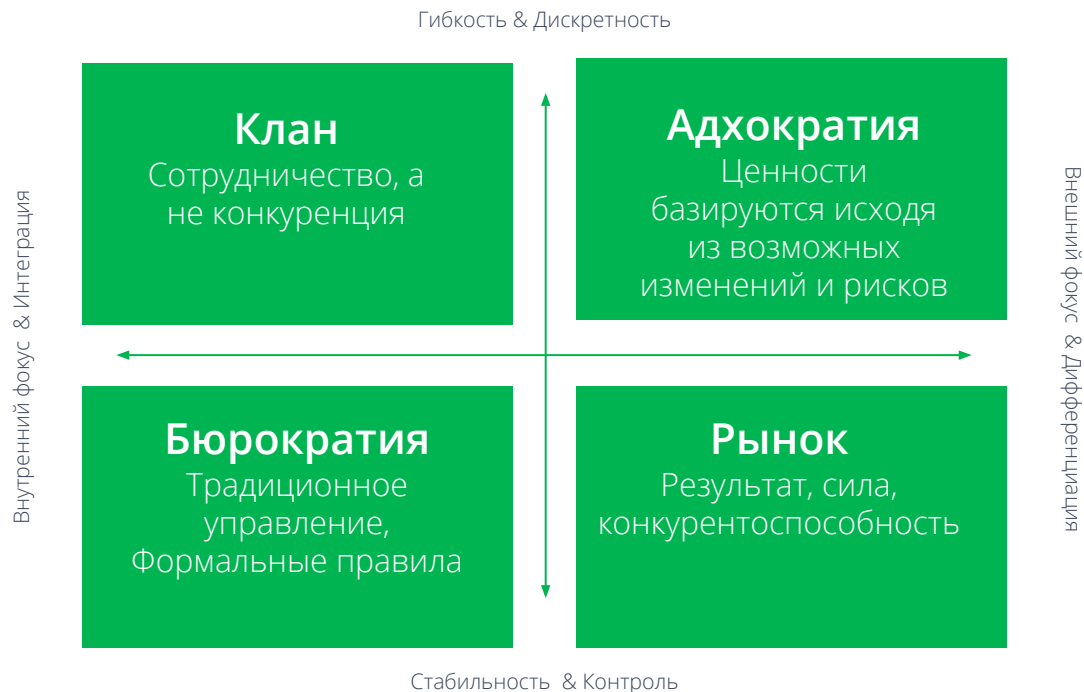 Гибкость & Дискретность
Клан
Сотрудничество, а
не конкуренция
Адхократия
Ценности
базируются исходя
из возможных
изменений и рисков
Внутренний фокус & Интеграция
Внешний фокус & Дифференциация
Бюрократия
Традиционное
управление,
Формальные правила
Рынок
Результат, сила,
конкурентоспособность
Стабильность & Контроль